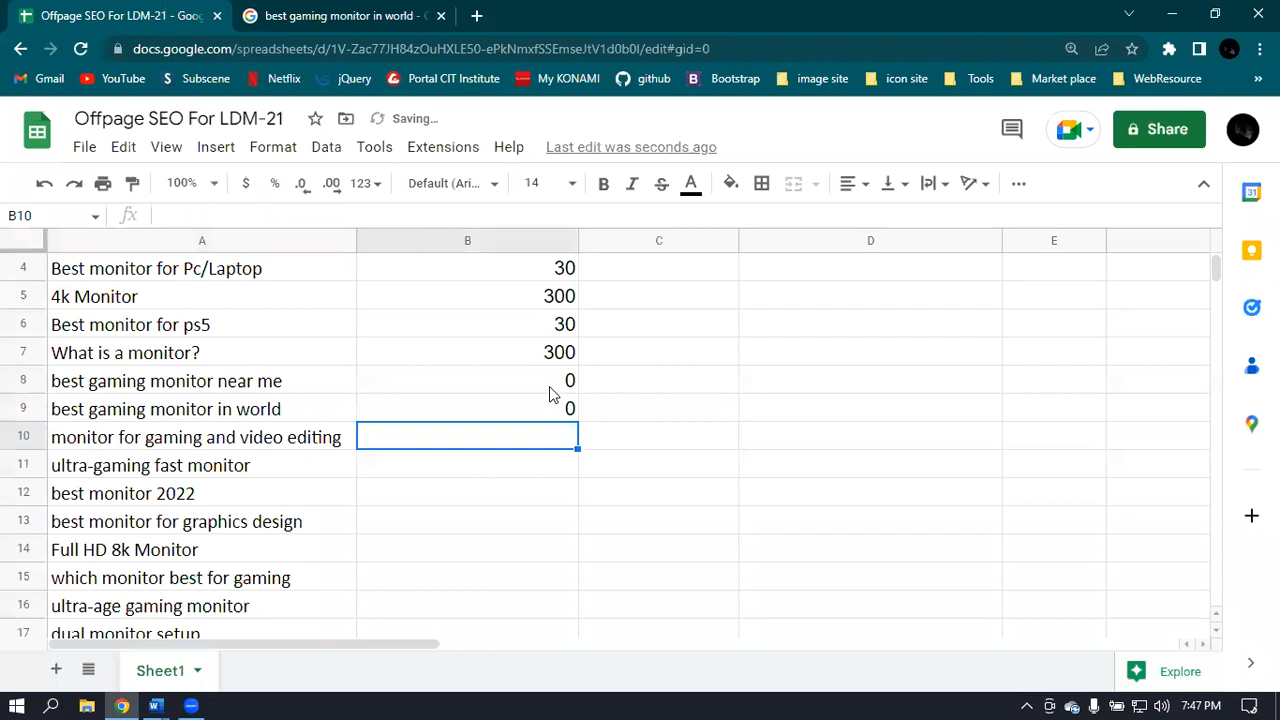 Offpage SEO For LDM-21 - Goog
best gaming monitor in world - G
docs.google.com/spreadsheets/d/1V-Zac77JH84zOuHXLE50-ePkNmxfSSEmseJtV1d0b0I/edit#gid=0
Gmail YouTube Subscene Netflix jQuery Portal CIT Institute My KONAMI github Bootstrap image site icon site Tools Market place WebResource »
Offpage SEO For LDM-21 Saving...
Share
File Edit View Insert Format Data Tools Extensions Help Last edit was seconds ago
100% $ % .0 .00 123 Default (Ari... 14 B I S A
B10 fx
A B C D E
4 Best monitor for Pc/Laptop 30
5 4k Monitor 300
6 Best monitor for ps5 30
7 What is a monitor? 300
8 best gaming monitor near me 0
9 best gaming monitor in world 0
10 monitor for gaming and video editing
11 ultra-gaming fast monitor
12 best monitor 2022
13 best monitor for graphics design
14 Full HD 8k Monitor
15 which monitor best for gaming
16 ultra-age gaming monitor
17 dual monitor setup
Sheet1 Explore
7:47 PM